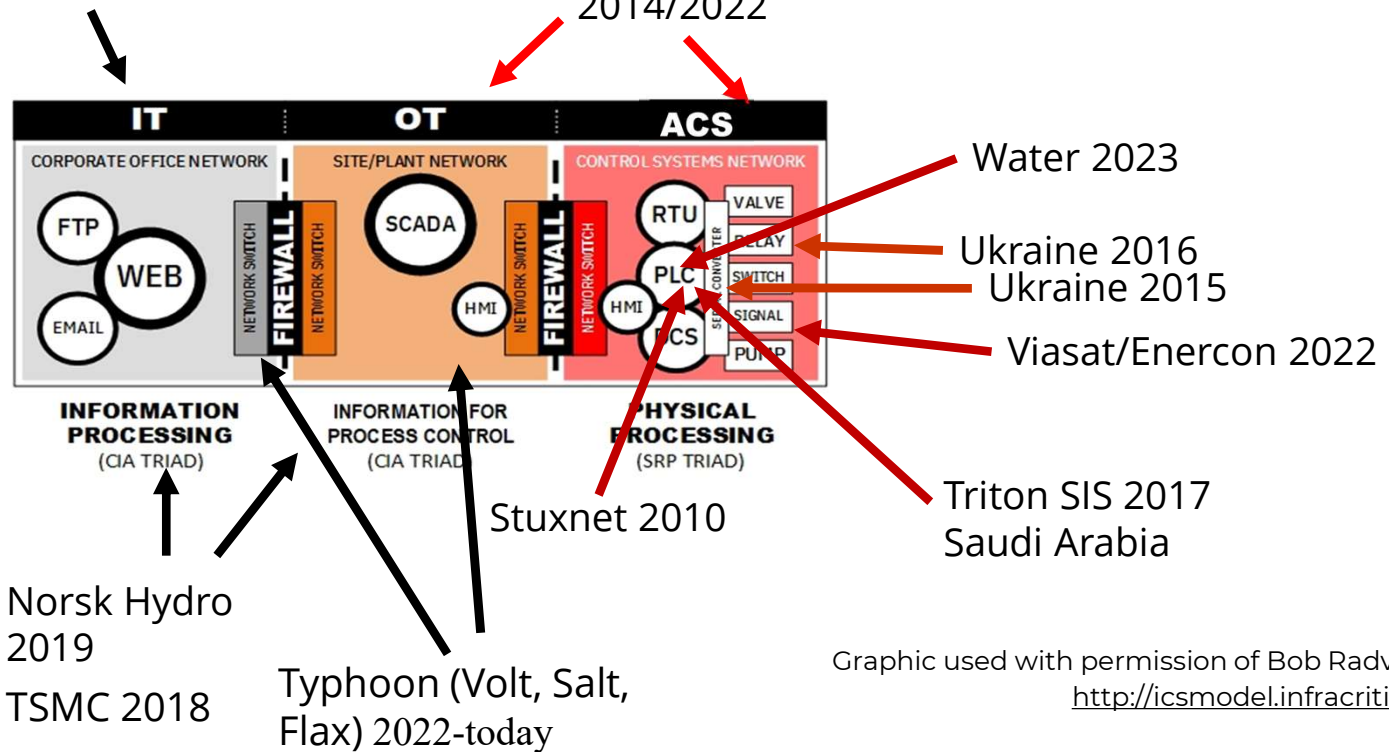 2014/2022
IT
OT
ACS
CORPORATE OFFICE NETWORK
SITE/PLANT NETWORK
CONTROL SYSTEMS NETWORK
FTP
WEB
EMAIL
NETWORK SWITCH
FIREWALL
NETWORK SWITCH
SCADA
HMI
NETWORK SWITCH
FIREWALL
NETWORK SWITCH
RTU
PLC
HMI
VALVE
SWITCH
SIGNAL
Water 2023
Ukraine 2016
Ukraine 2015
Viasat/Enercon 2022
INFORMATION
PROCESSING
(CIA TRIAD)
INFORMATION FOR
PROCESS CONTROL
(CIA TRIAD)
PHYSICAL
PROCESSING
(SRP TRIAD)
Stuxnet 2010
Triton SIS 2017
Saudi Arabia
Norsk Hydro
2019
TSMC 2018
Typhoon (Volt, Salt,
Flax) 2022-today
Graphic used with permission of Bob
http://icsmodel.infracriti